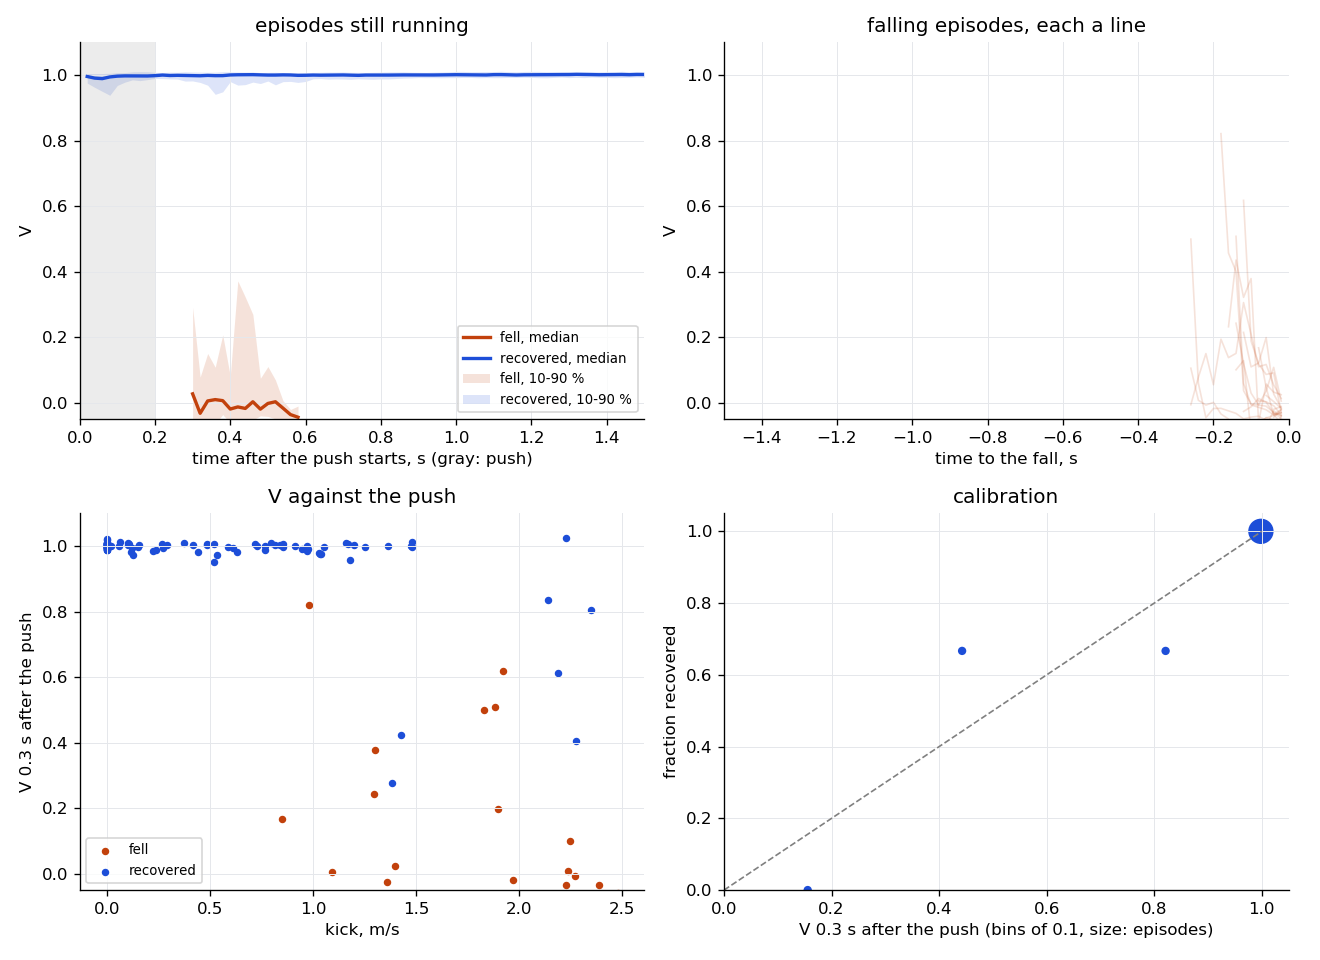 episodes still running
1.0
0.8
0.6
0.4
0.2
0.0
V
0.0 0.2 0.4 0.6 0.8 1.0 1.2 1.4
time after the push starts, s (gray: push)
fell, median
recovered, median
fell, 10-90 %
recovered, 10-90 %
falling episodes, each a line
1.0
0.8
0.6
0.4
0.2
0.0
V
−1.4 −1.2 −1.0 −0.8 −0.6 −0.4 −0.2 0.0
time to the fall, s
V against the push
1.0
0.8
0.6
0.4
0.2
0.0
V 0.3 s after the push
fell
recovered
0.0 0.5 1.0 1.5 2.0 2.5
kick, m/s
calibration
1.0
0.8
0.6
0.4
0.2
0.0
fraction recovered
0.0 0.2 0.4 0.6 0.8 1.0
V 0.3 s after the push (bins of 0.1, size: episodes)